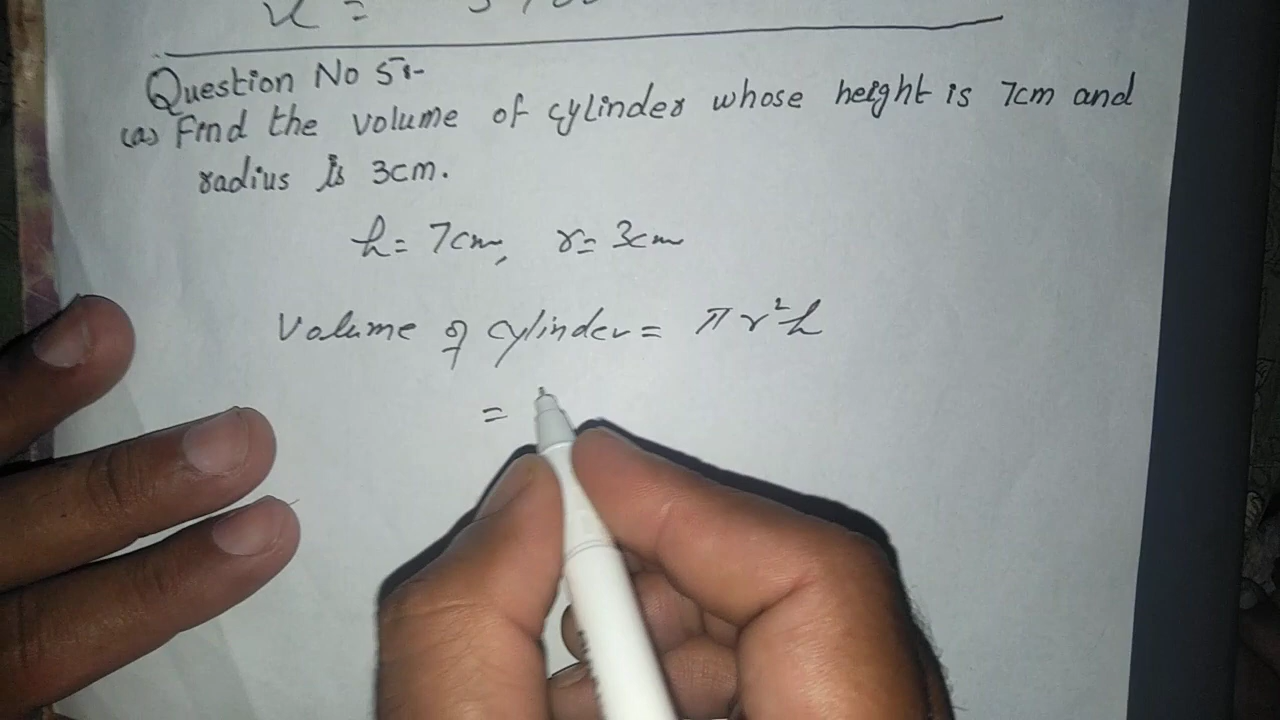 Question No 5:-
(a) Find the volume of cylinder whose height is 7cm and
radius is 3cm.
h = 7cm, r = 3cm
Volume of cylinder = πr²h
=